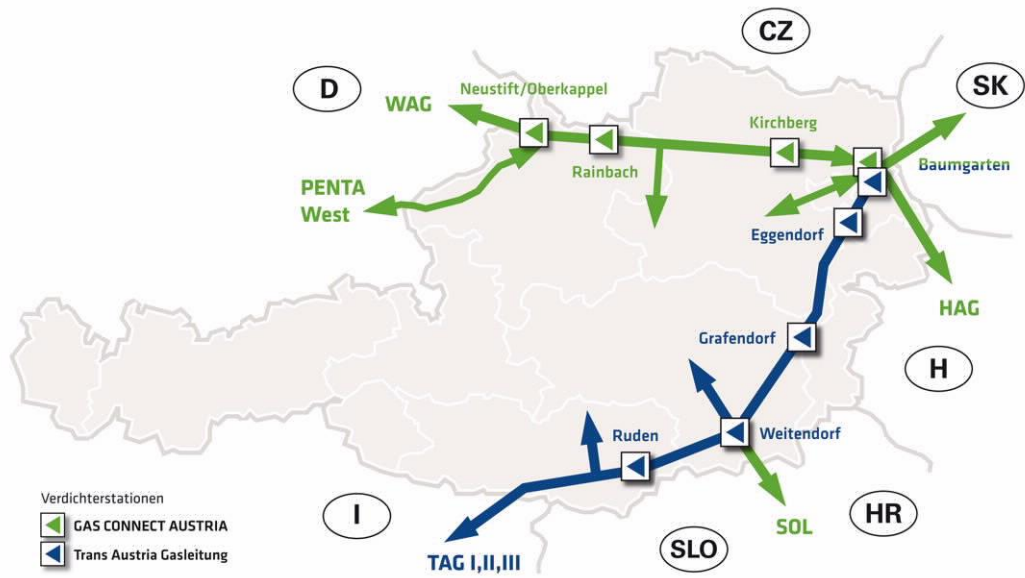 CZ
D
SK
Neustift/Oberkappel
WAG
Kirchberg
Rainbach
Baumgarten
PENTA
West
Eggendorf
HAG
Grafendorf
H
Ruden
Weitendorf
Verdichterstationen
GAS CONNECT AUSTRIA
Trans Austria Gasleitung
I
TAG I,II,III
SLO
SOL
HR